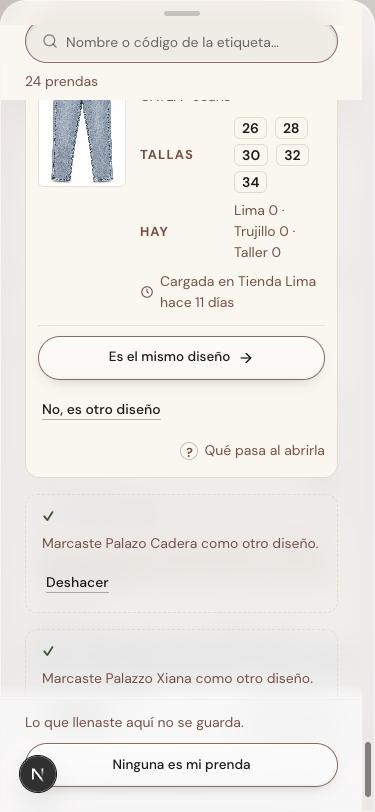 Nombre o código de la etiqueta...
24 prendas
TALLAS
26 28
30 32
34
HAY
Lima 0 ·
Trujillo 0 ·
Taller 0
Cargada en Tienda Lima
hace 11 días
Es el mismo diseño →
No, es otro diseño
? Qué pasa al abrirla
✓
Marcaste Palazo Cadera como otro diseño.
Deshacer
✓
Marcaste Palazzo Xiana como otro diseño.
Lo que llenaste aquí no se guarda.
N
Ninguna es mi prenda